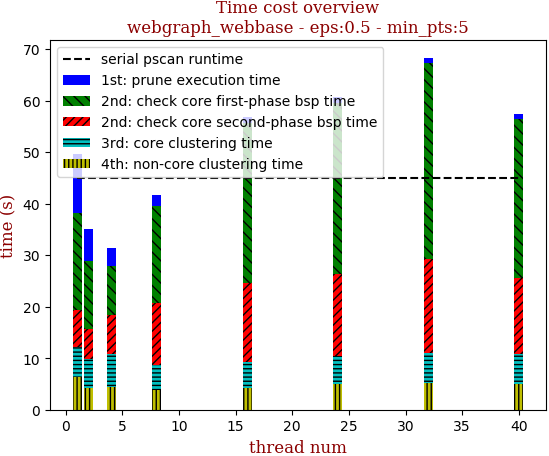 Time cost overview
webgraph_webbase - eps:0.5 - min_pts:5
time (s)
70
60
50
40
30
20
10
0
serial pscan runtime
1st: prune execution time
2nd: check core first-phase bsp time
2nd: check core second-phase bsp time
3rd: core clustering time
4th: non-core clustering time
0 5 10 15 20 25 30 35 40
thread num